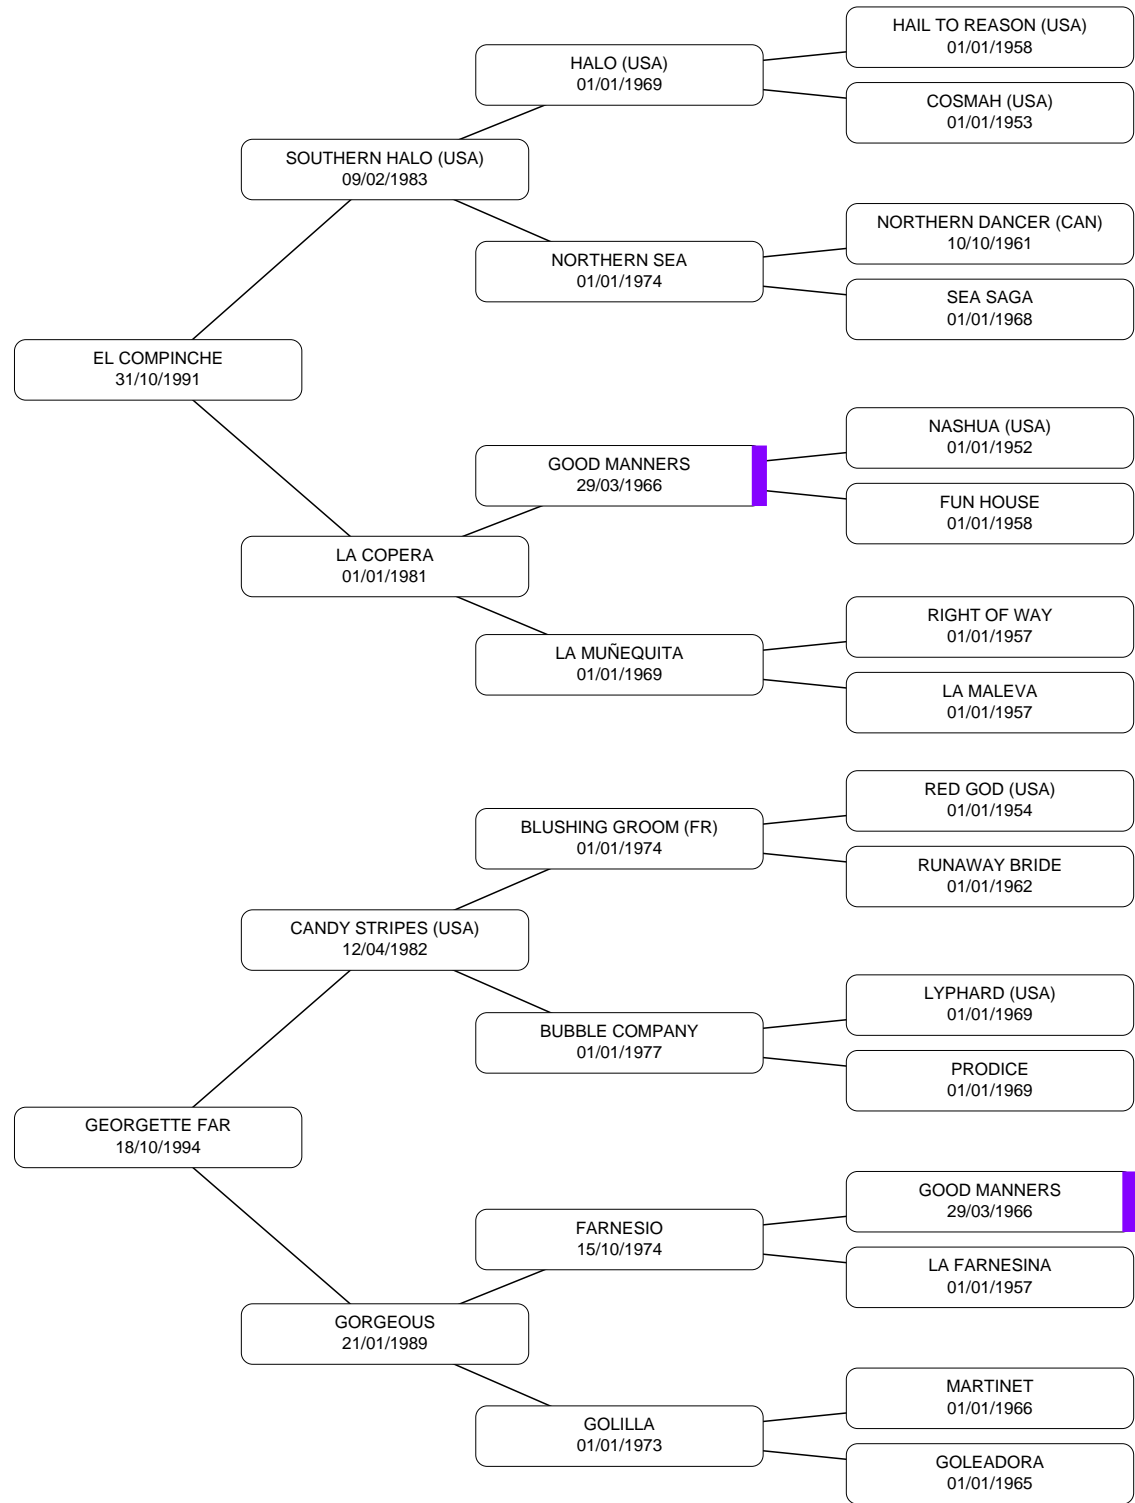 HAIL TO REASON (USA)
01/01/1958
HALO (USA)
01/01/1969
COSMAH (USA)
01/01/1953
SOUTHERN HALO (USA)
09/02/1983
NORTHERN DANCER (CAN)
10/10/1961
NORTHERN SEA
01/01/1974
SEA SAGA
01/01/1968
EL COMPINCHE
31/10/1991
NASHUA (USA)
01/01/1952
GOOD MANNERS
29/03/1966
FUN HOUSE
01/01/1958
LA COPERA
01/01/1981
RIGHT OF WAY
01/01/1957
LA MUÑEQUITA
01/01/1969
LA MALEVA
01/01/1957
RED GOD (USA)
01/01/1954
BLUSHING GROOM (FR)
01/01/1974
RUNAWAY BRIDE
01/01/1962
CANDY STRIPES (USA)
12/04/1982
LYPHARD (USA)
01/01/1969
BUBBLE COMPANY
01/01/1977
PRODICE
01/01/1969
GEORGETTE FAR
18/10/1994
GOOD MANNERS
29/03/1966
FARNESIO
15/10/1974
LA FARNESINA
01/01/1957
GORGEOUS
21/01/1989
MARTINET
01/01/1966
GOLILLA
01/01/1973
GOLEADORA
01/01/1965